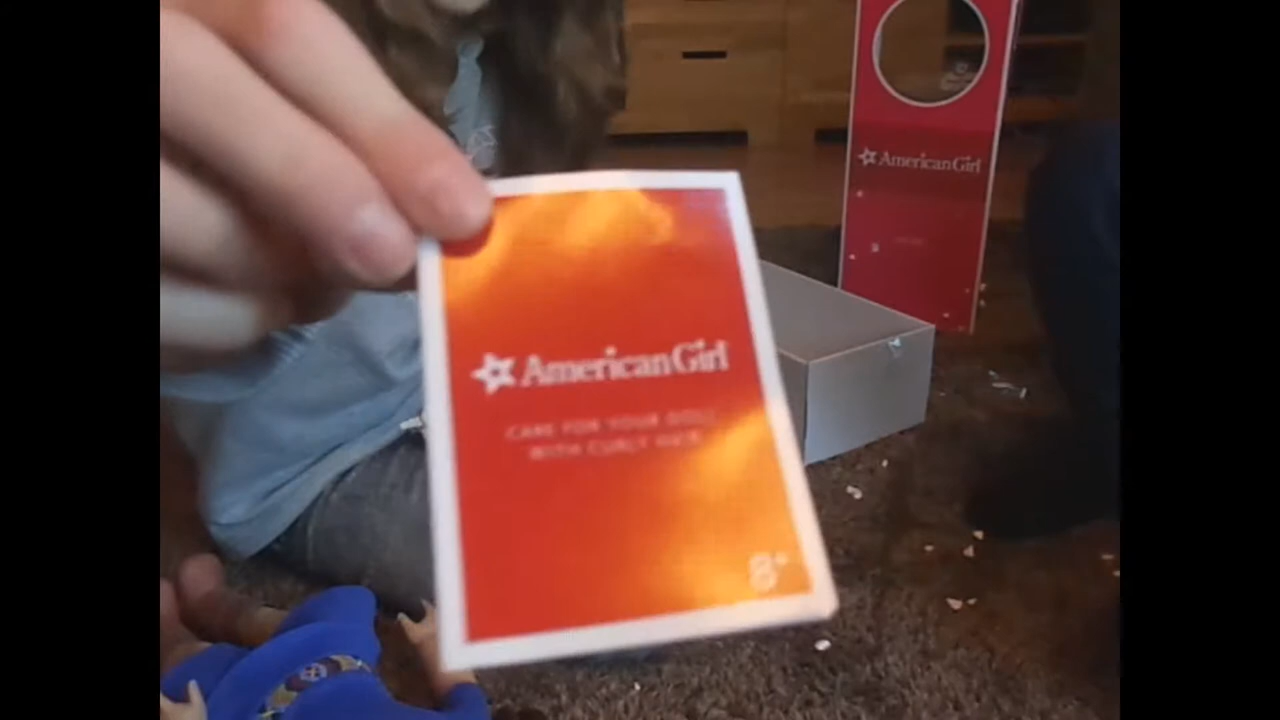 American Girl
American Girl
CARE FOR YOUR DOLL
WITH CURLY HAIR
8+